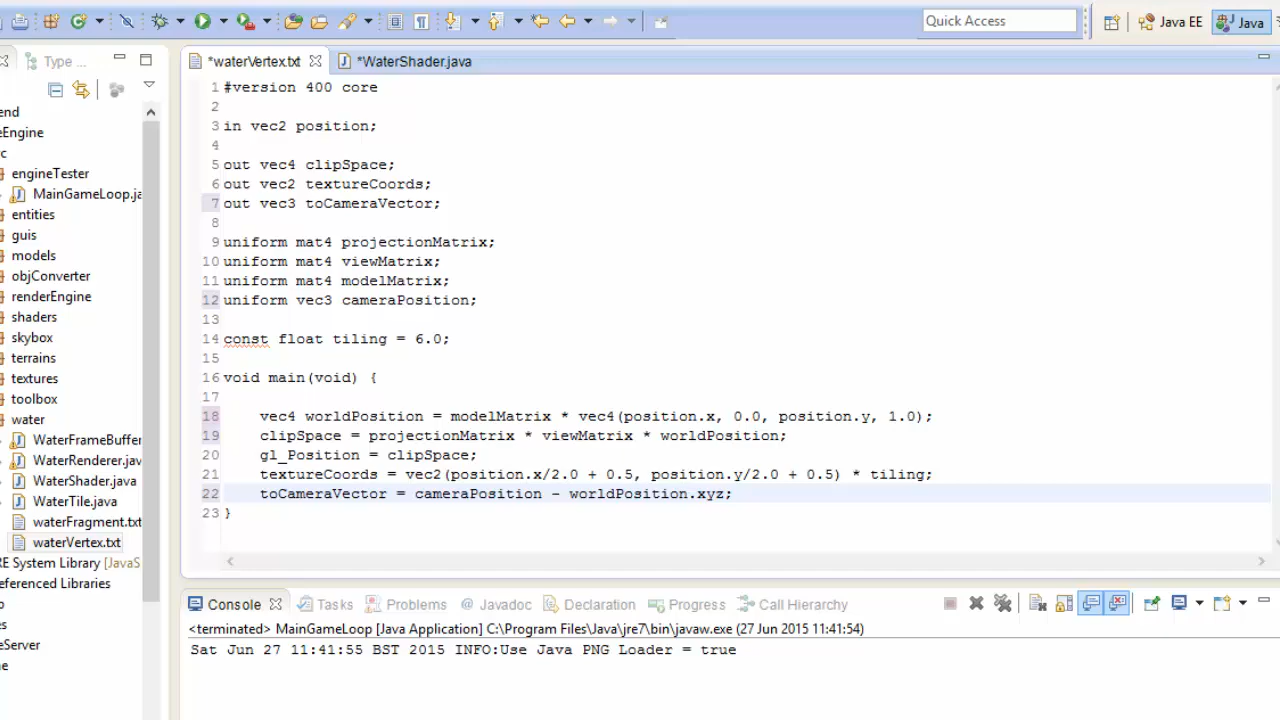 Quick Access
Java EE
Java
Type ...
*waterVertex.txt
*WaterShader.java
end
eEngine
rc
engineTester
MainGameLoop.ja
entities
guis
models
objConverter
renderEngine
shaders
skybox
terrains
textures
toolbox
water
WaterFrameBuffer
WaterRenderer.jav
WaterShader.java
WaterTile.java
waterFragment.txt
waterVertex.txt
RE System Library [JavaS
eferenced Libraries
o
es
eServer
ne
1 #version 400 core
2
3 in vec2 position;
4
5 out vec4 clipSpace;
6 out vec2 textureCoords;
7 out vec3 toCameraVector;
8
9 uniform mat4 projectionMatrix;
10 uniform mat4 viewMatrix;
11 uniform mat4 modelMatrix;
12 uniform vec3 cameraPosition;
13
14 const float tiling = 6.0;
15
16 void main(void) {
17
18 vec4 worldPosition = modelMatrix * vec4(position.x, 0.0, position.y, 1.0);
19 clipSpace = projectionMatrix * viewMatrix * worldPosition;
20 gl_Position = clipSpace;
21 textureCoords = vec2(position.x/2.0 + 0.5, position.y/2.0 + 0.5) * tiling;
22 toCameraVector = cameraPosition - worldPosition.xyz;
23 }
Console
Tasks
Problems
@ Javadoc
Declaration
Progress
Call Hierarchy
<terminated> MainGameLoop [Java Application] C:\Program Files\Java\jre7\bin\javaw.exe (27 Jun 2015 11:41:54)
Sat Jun 27 11:41:55 BST 2015 INFO:Use Java PNG Loader = true